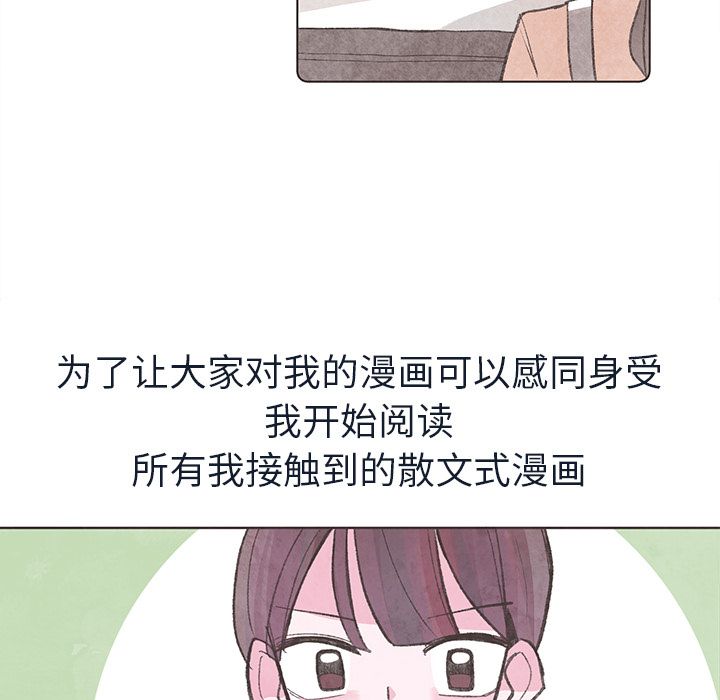 为了让大家对我的漫画可以感同身受
我开始阅读
所有我接触到的散文式漫画